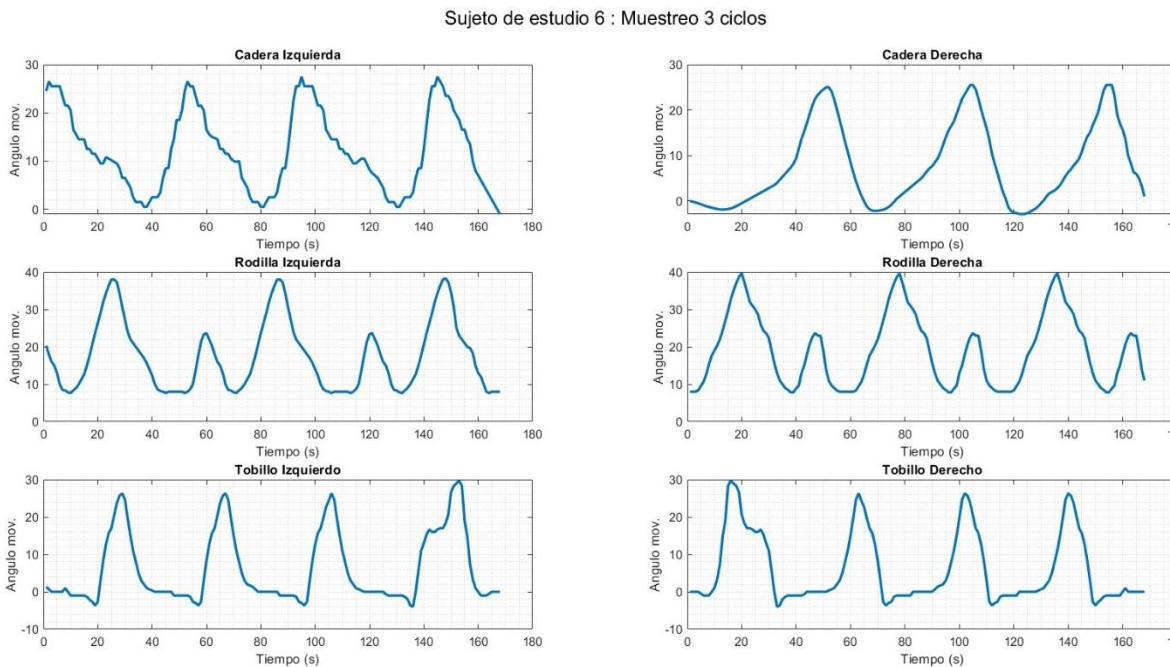 Sujeto de estudio 6 : Muestreo 3 ciclos
Cadera Izquierda
30
20
10
0
Angulo mov.
0 20 40 60 80 100 120 140 160 180
Tiempo (s)
Cadera Derecha
30
20
10
0
Angulo mov.
0 20 40 60 80 100 120 140 160
Tiempo (s)
Rodilla Izquierda
40
30
20
10
0
Angulo mov.
0 20 40 60 80 100 120 140 160 180
Tiempo (s)
Rodilla Derecha
40
30
20
10
0
Angulo mov.
0 20 40 60 80 100 120 140 160
Tiempo (s)
Tobillo Izquierdo
30
20
10
0
-10
Angulo mov.
0 20 40 60 80 100 120 140 160 180
Tiempo (s)
Tobillo Derecho
30
20
10
0
-10
Angulo mov.
0 20 40 60 80 100 120 140 160
Tiempo (s)